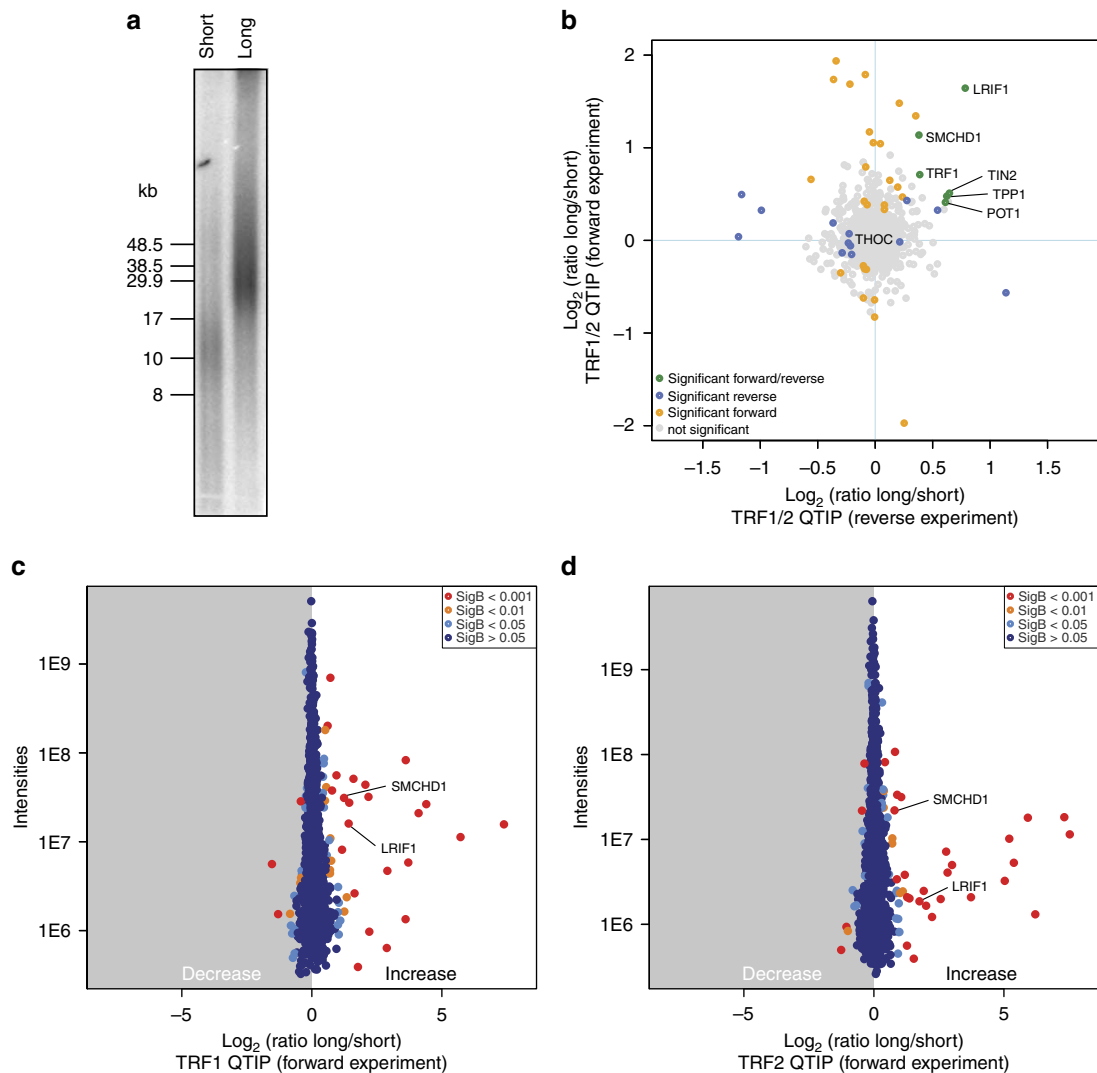 a
Short
Long
kb
48.5
38.5
29.9
17
10
8
b
Log2 (ratio long/short)
TRF1/2 QTIP (forward experiment)
2
1
0
−1
−2
LRIF1
SMCHD1
TRF1
TIN2
TPP1
POT1
THOC
Significant forward/reverse
Significant reverse
Significant forward
not significant
−1.5
−1
−0.5
0
0.5
1
1.5
Log2 (ratio long/short)
TRF1/2 QTIP (reverse experiment)
c
Intensities
1E9
1E8
1E7
1E6
SigB < 0.001
SigB < 0.01
SigB < 0.05
SigB > 0.05
SMCHD1
LRIF1
Decrease
Increase
−5
0
5
Log2 (ratio long/short)
TRF1 QTIP (forward experiment)
d
Intensities
1E9
1E8
1E7
1E6
SigB < 0.001
SigB < 0.01
SigB < 0.05
SigB > 0.05
SMCHD1
LRIF1
Decrease
Increase
−5
0
5
Log2 (ratio long/short)
TRF2 QTIP (forward experiment)